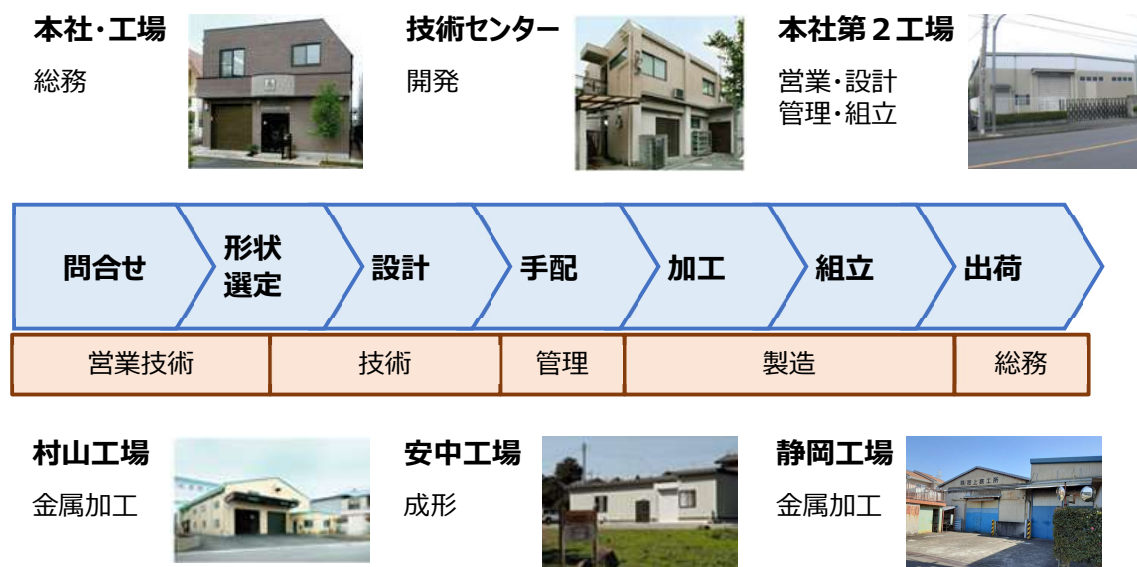 本社・工場
総務
技術センター
開発
本社第２工場
営業・設計
管理・組立
問合せ
形状
選定
設計
手配
加工
組立
出荷
営業技術
技術
管理
製造
総務
村山工場
金属加工
安中工場
成形
静岡工場
金属加工